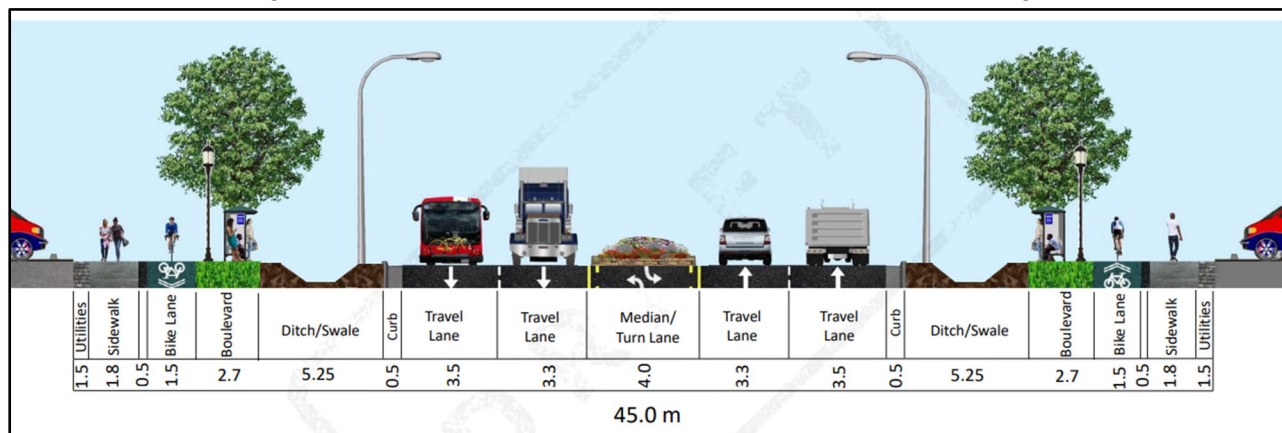 Utilities
Sidewalk
Bike Lane
Boulevard
Ditch/Swale
Curb
Travel
Lane
Travel
Lane
Median/
Turn Lane
Travel
Lane
Travel
Lane
Curb
Ditch/Swale
Boulevard
Bike Lane
Sidewalk
Utilities
1.5
1.8
0.5
1.5
2.7
5.25
0.5
3.5
3.3
4.0
3.3
3.5
0.5
5.25
2.7
1.5
0.5
1.8
1.5
45.0 m